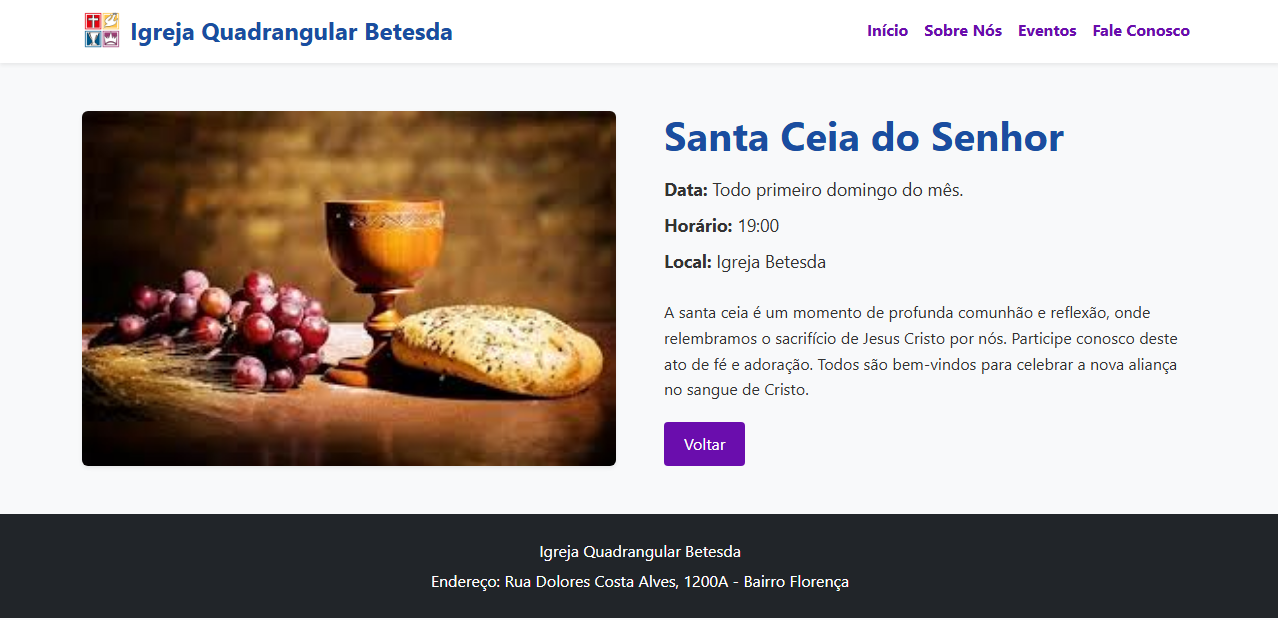 Igreja Quadrangular Betesda
Início Sobre Nós Eventos Fale Conosco
Santa Ceia do Senhor
Data: Todo primeiro domingo do mês.
Horário: 19:00
Local: Igreja Betesda
A santa ceia é um momento de profunda comunhão e reflexão, onde
relembramos o sacrifício de Jesus Cristo por nós. Participe conosco deste
ato de fé e adoração. Todos são bem-vindos para celebrar a nova aliança
no sangue de Cristo.
Voltar
Igreja Quadrangular Betesda
Endereço: Rua Dolores Costa Alves, 1200A - Bairro Florença